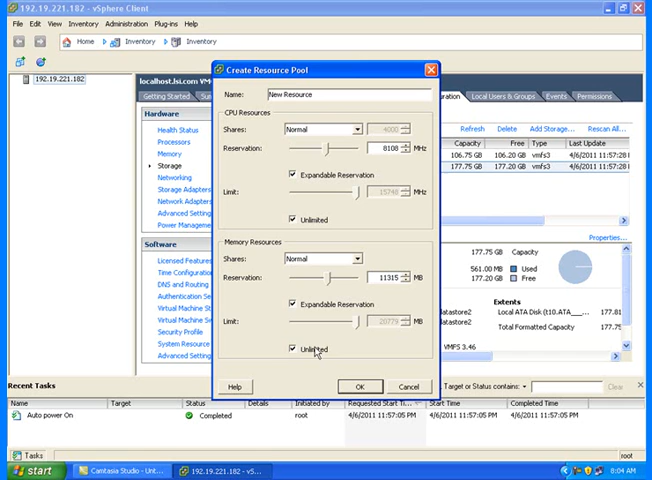 192.19.221.182 - vSphere Client
File Edit View Inventory Administration Plug-ins Help
Home Inventory Inventory
192.19.221.182
localhost.lsi.com VM
Getting Started
Local Users & Groups Events Permissions
Hardware
Health Status
Processors
Memory
Storage
Networking
Storage Adapters
Network Adapters
Advanced Setting
Power Manageme
Software
Licensed Features
Time Configuratio
DNS and Routing
Authentication Se
Virtual Machine St
Virtual Machine S
Security Profile
System Resource
Advanced Setting
Create Resource Pool
Name: New Resource
CPU Resources
Shares: Normal 4000
Reservation: 8108 MHz
Expandable Reservation
Limit: 15748 MHz
Unlimited
Memory Resources
Shares: Normal
Reservation: 11315 MB
Expandable Reservation
Limit: 20779 MB
Unlimited
Help OK Cancel
Refresh Delete Add Storage... Rescan All...
Capacity Free Type Last Update
106.75 GB 106.20 GB vmfs3 4/6/2011 11:57:28
177.75 GB 177.20 GB vmfs3 4/6/2011 11:57:28
Properties...
177.75 GB Capacity
561.00 MB Used
177.20 GB Free
Extents
datastore2 Local ATA Disk (t10.ATA___... 177.81
Total Formatted Capacity 177.75
VMFS 3.46
Recent Tasks
Target or Status contains: Clear
Name Target Status Details Initiated by Requested Start Ti... Start Time Completed Time
Auto power On Completed root 4/6/2011 11:57:05 PM 4/6/2011 11:57:05 PM 4/6/2011 11:57:05 PM
Tasks root
start Camtasia Studio - Unt... 192.19.221.182 - vS... 8:04 AM